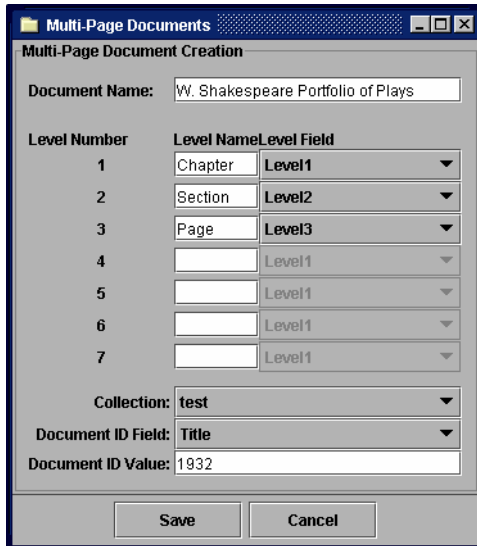 Multi-Page Documents
Multi-Page Document Creation
Document Name: W. Shakespeare Portfolio of Plays
Level Number Level Name Level Field
1 Chapter Level1
2 Section Level2
3 Page Level3
4 Level1
5 Level1
6 Level1
7 Level1
Collection: test
Document ID Field: Title
Document ID Value: 1932
Save Cancel